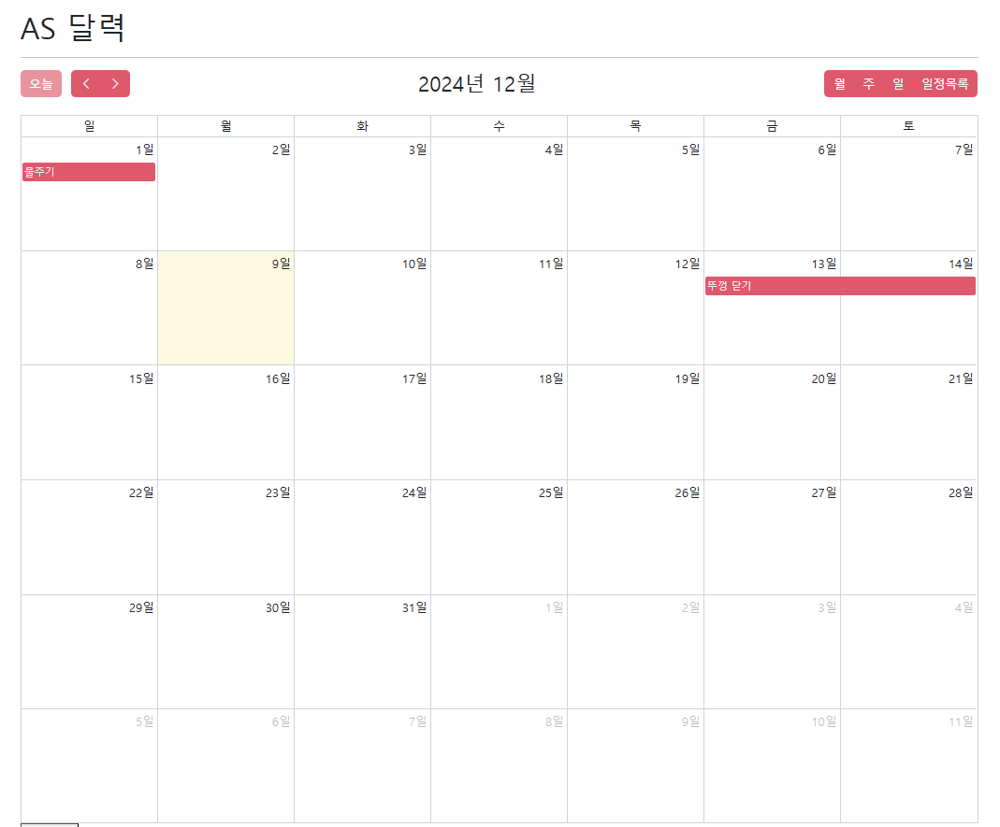 AS 달력
오늘
2024년 12월
월 주 일 일정목록
일 월 화 수 목 금 토
1일 2일 3일 4일 5일 6일 7일
물주기
8일 9일 10일 11일 12일 13일 14일
뚜껑 닫기
15일 16일 17일 18일 19일 20일 21일
22일 23일 24일 25일 26일 27일 28일
29일 30일 31일 1일 2일 3일 4일
5일 6일 7일 8일 9일 10일 11일